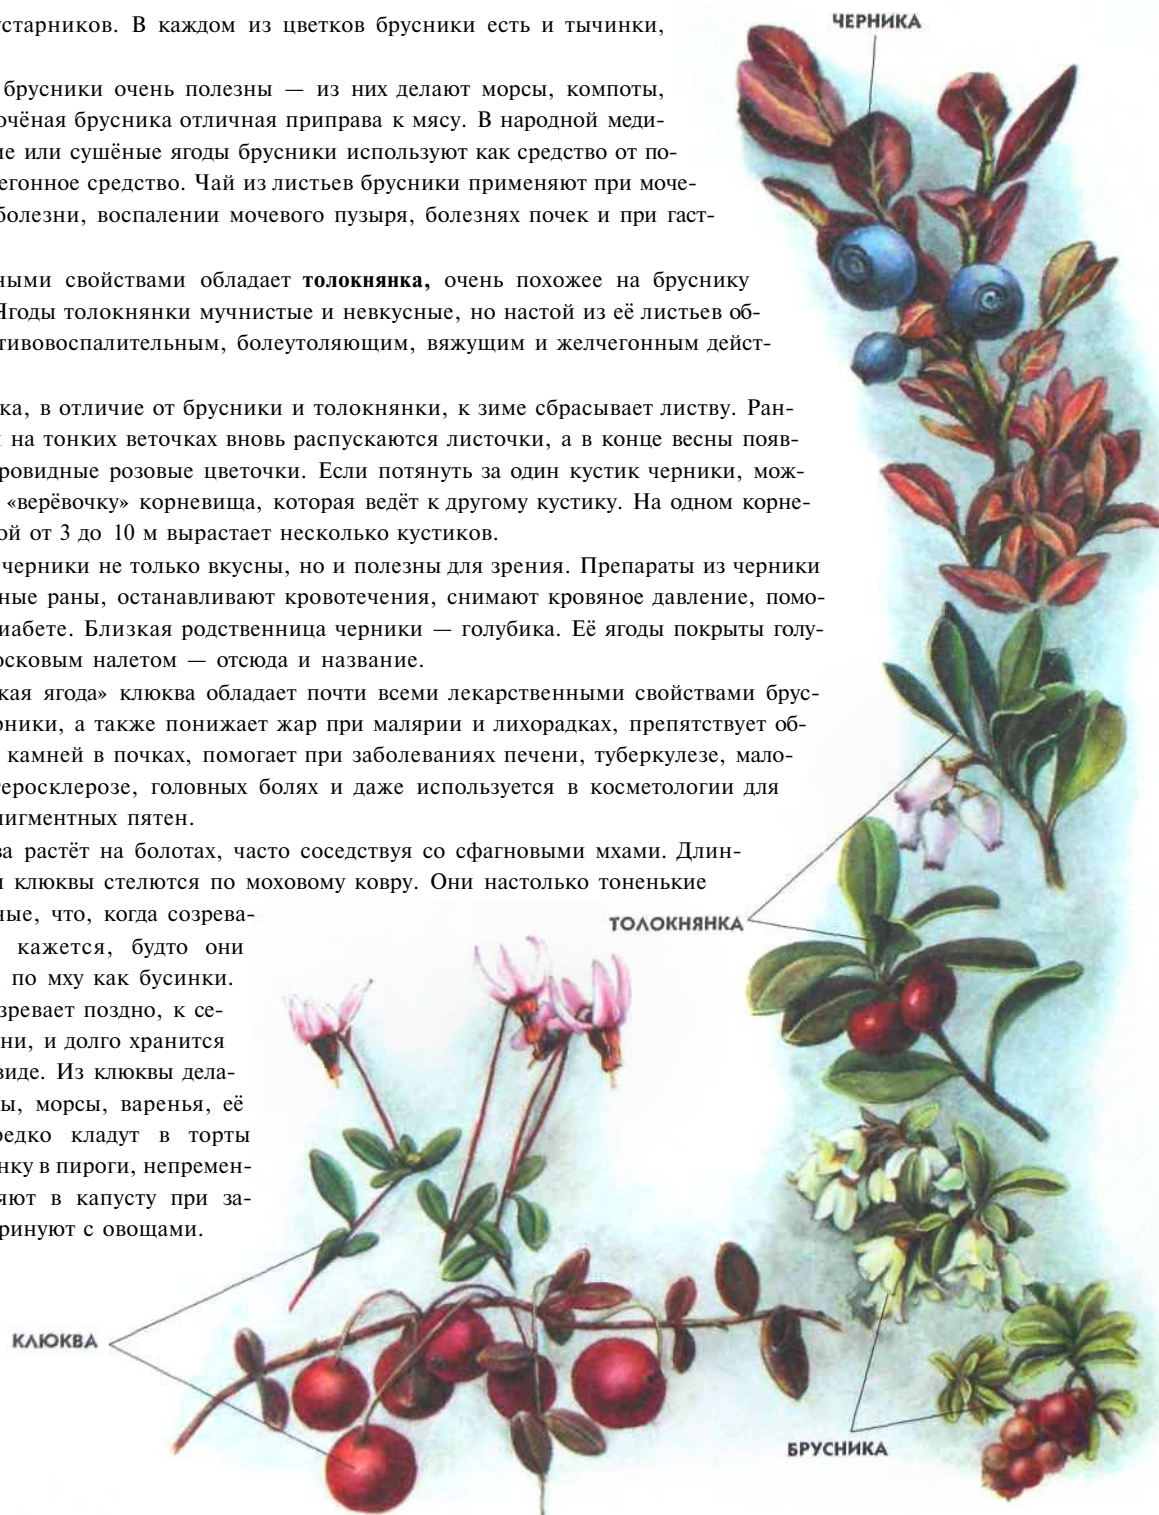 старников. В каждом из цветков брусники есть и тычинки,
брусники очень полезны — из них делают морсы, компоты,
очёная брусника отличная приправа к мясу. В народной меди-
ие или сушёные ягоды брусники используют как средство от по-
егонное средство. Чай из листьев брусники применяют при моче-
болезни, воспалении мочевого пузыря, болезнях почек и при гаст-
ными свойствами обладает толокнянка, очень похожее на бруснику
Ягоды толокнянки мучнистые и невкусные, но настой из её листьев об-
тивовоспалительным, болеутоляющим, вяжущим и желчегонным дейст-
ка, в отличие от брусники и толокнянки, к зиме сбрасывает листву. Ран-
на тонких веточках вновь распускаются листочки, а в конце весны появ-
ровидные розовые цветочки. Если потянуть за один кустик черники, мож-
«верёвочку» корневища, которая ведёт к другому кустику. На одном корне-
ой от 3 до 10 м вырастает несколько кустиков.
черники не только вкусны, но и полезны для зрения. Препараты из черники
ные раны, останавливают кровотечения, снимают кровяное давление, помо-
иабете. Близкая родственница черники — голубика. Её ягоды покрыты голу-
осковым налетом — отсюда и название.
кая ягода» клюква обладает почти всеми лекарственными свойствами брус-
рники, а также понижает жар при малярии и лихорадках, препятствует об-
камней в почках, помогает при заболеваниях печени, туберкулезе, мало-
еросклерозе, головных болях и даже используется в косметологии для
пигментных пятен.
ва растёт на болотах, часто соседствуя со сфагновыми мхами. Длин-
и клюквы стелются по моховому ковру. Они настолько тоненькие
ные, что, когда созрева-
кажется, будто они
по мху как бусинки.
зревает поздно, к се-
ни, и долго хранится
виде. Из клюквы дела-
ы, морсы, варенья, её
редко кладут в торты
нку в пироги, непремен-
яют в капусту при за-
ринуют с овощами.
ЧЕРНИКА
ТОЛОКНЯНКА
КЛЮКВА
БРУСНИКА